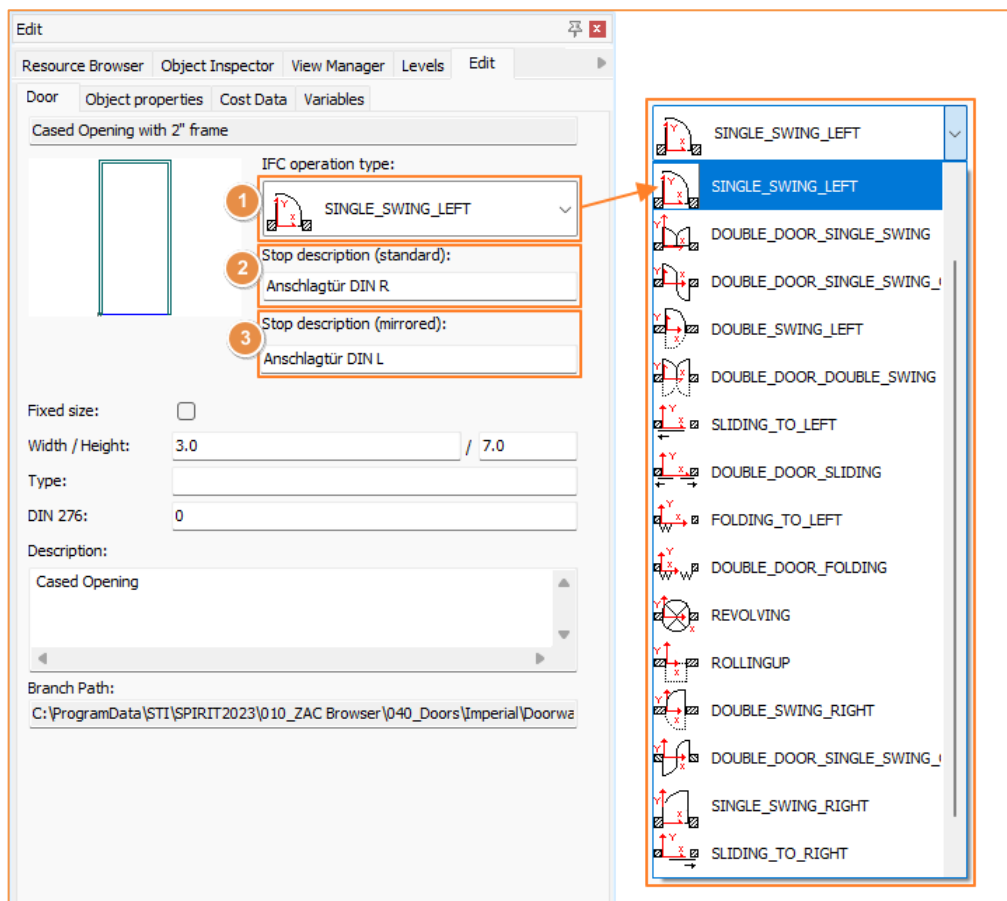 Edit
Resource Browser Object Inspector View Manager Levels Edit
Door Object properties Cost Data Variables
Cased Opening with 2" frame
IFC operation type:
1
SINGLE_SWING_LEFT
2
Stop description (standard):
Anschlagtür DIN R
3
Stop description (mirrored):
Anschlagtür DIN L
Fixed size:
Width / Height: 3.0 / 7.0
Type:
DIN 276: 0
Description:
Cased Opening
Branch Path:
C:\ProgramData\STI\SPIRIT2023\010_ZAC Browser\040_Doors\Imperial\Doorwa
SINGLE_SWING_LEFT
SINGLE_SWING_LEFT
DOUBLE_DOOR_SINGLE_SWING
DOUBLE_DOOR_SINGLE_SWING_
DOUBLE_SWING_LEFT
DOUBLE_DOOR_DOUBLE_SWING
SLIDING_TO_LEFT
DOUBLE_DOOR_SLIDING
FOLDING_TO_LEFT
DOUBLE_DOOR_FOLDING
REVOLVING
ROLLINGUP
DOUBLE_SWING_RIGHT
DOUBLE_DOOR_SINGLE_SWING_
SINGLE_SWING_RIGHT
SLIDING_TO_RIGHT